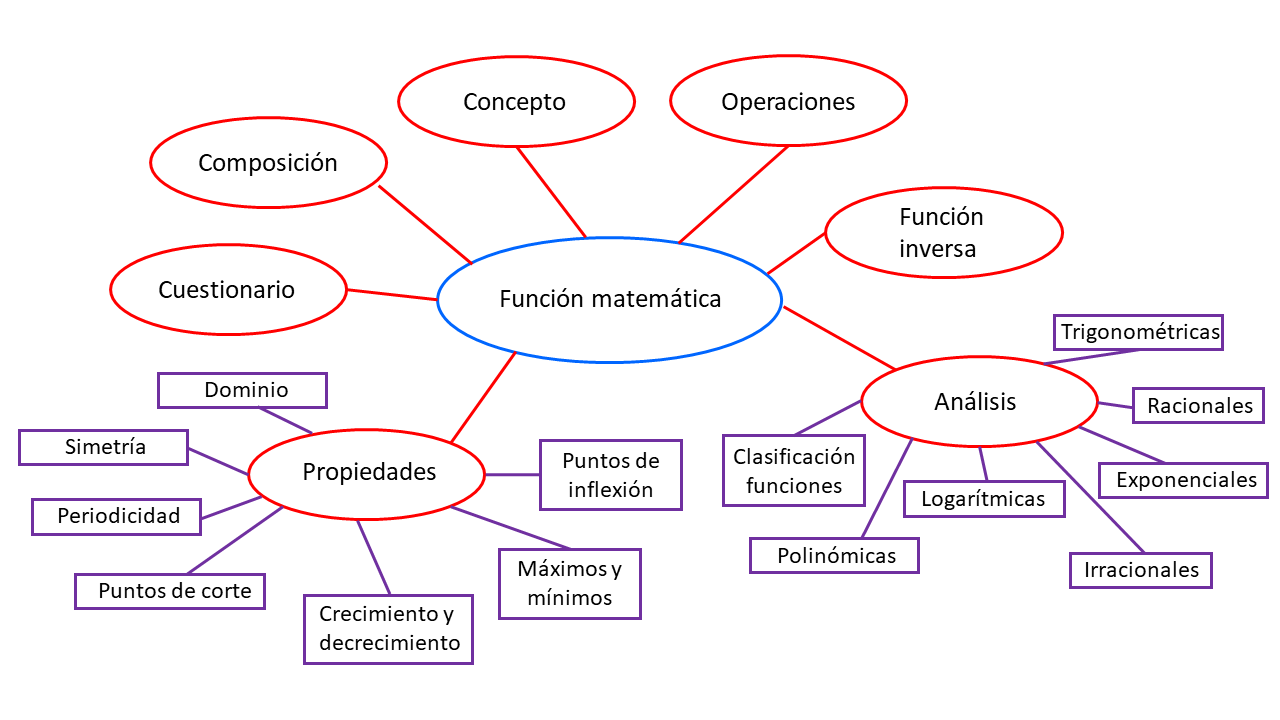 Concepto
Operaciones
Composición
Función
inversa
Cuestionario
Función matemática
Trigonométricas
Dominio
Análisis
Racionales
Simetría
Propiedades
Puntos de
inflexión
Clasificación
funciones
Exponenciales
Logarítmicas
Periodicidad
Polinómicas
Irracionales
Máximos y
mínimos
Puntos de corte
Crecimiento y
decrecimiento